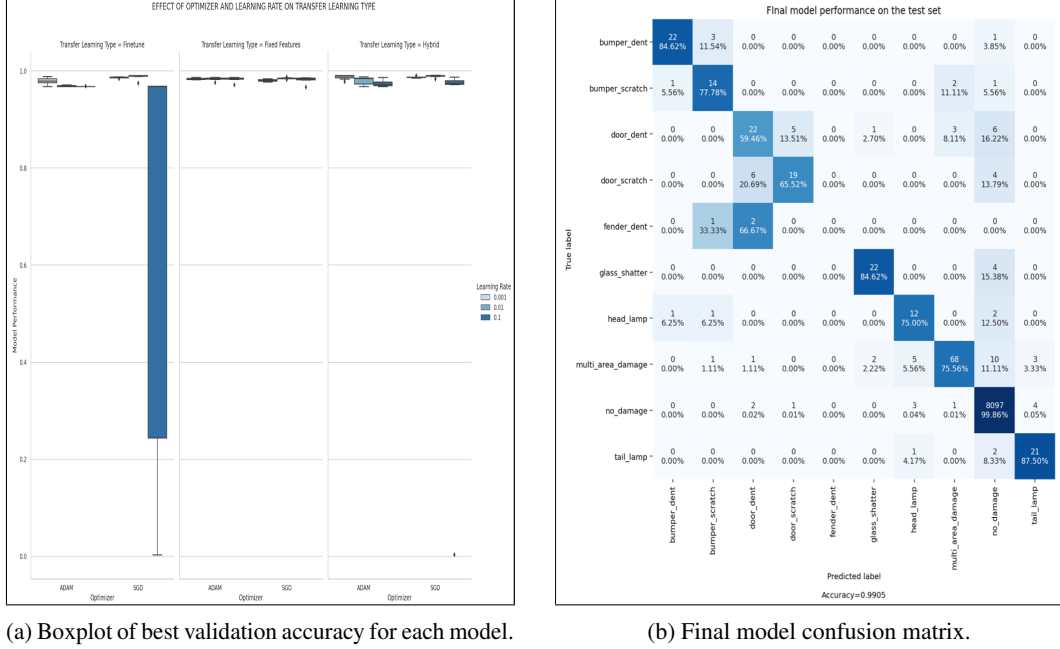 EFFECT OF OPTIMIZER AND LEARNING RATE ON TRANSFER LEARNING TYPE
Transfer Learning Type = Finetune
Transfer Learning Type = Fixed Features
Transfer Learning Type = Hybrid
1.0
0.8
0.6
0.4
0.2
0.0
Model Performance
ADAM SGD
Optimizer
ADAM SGD
Optimizer
ADAM SGD
Optimizer
Learning Rate
0.001
0.01
0.1
(a) Boxplot of best validation accuracy for each model.
FInal model performance on the test set
True label
bumper_dent 22 3 0 0 0 0 0 0 1 0
84.62% 11.54% 0.00% 0.00% 0.00% 0.00% 0.00% 0.00% 3.85% 0.00%
bumper_scratch 1 14 0 0 0 0 0 2 1 0
5.56% 77.78% 0.00% 0.00% 0.00% 0.00% 0.00% 11.11% 5.56% 0.00%
door_dent 0 0 22 5 0 1 0 3 6 0
0.00% 0.00% 59.46% 13.51% 0.00% 2.70% 0.00% 8.11% 16.22% 0.00%
door_scratch 0 0 6 19 0 0 0 0 4 0
0.00% 0.00% 20.69% 65.52% 0.00% 0.00% 0.00% 0.00% 13.79% 0.00%
fender_dent 0 1 2 0 0 0 0 0 0 0
0.00% 33.33% 66.67% 0.00% 0.00% 0.00% 0.00% 0.00% 0.00% 0.00%
glass_shatter 0 0 0 0 0 22 0 0 4 0
0.00% 0.00% 0.00% 0.00% 0.00% 84.62% 0.00% 0.00% 15.38% 0.00%
head_lamp 1 1 0 0 0 0 12 0 2 0
6.25% 6.25% 0.00% 0.00% 0.00% 0.00% 75.00% 0.00% 12.50% 0.00%
multi_area_damage 0 1 1 0 0 2 5 68 10 3
0.00% 1.11% 1.11% 0.00% 0.00% 2.22% 5.56% 75.56% 11.11% 3.33%
no_damage 0 0 2 1 0 0 3 1 8097 4
0.00% 0.00% 0.02% 0.01% 0.00% 0.00% 0.04% 0.01% 99.86% 0.05%
tail_lamp 0 0 0 0 0 0 1 0 2 21
0.00% 0.00% 0.00% 0.00% 0.00% 0.00% 4.17% 0.00% 8.33% 87.50%
bumper_dent
bumper_scratch
door_dent
door_scratch
fender_dent
glass_shatter
head_lamp
multi_area_damage
no_damage
tail_lamp
Predicted label
Accuracy=0.9905
(b) Final model confusion matrix.